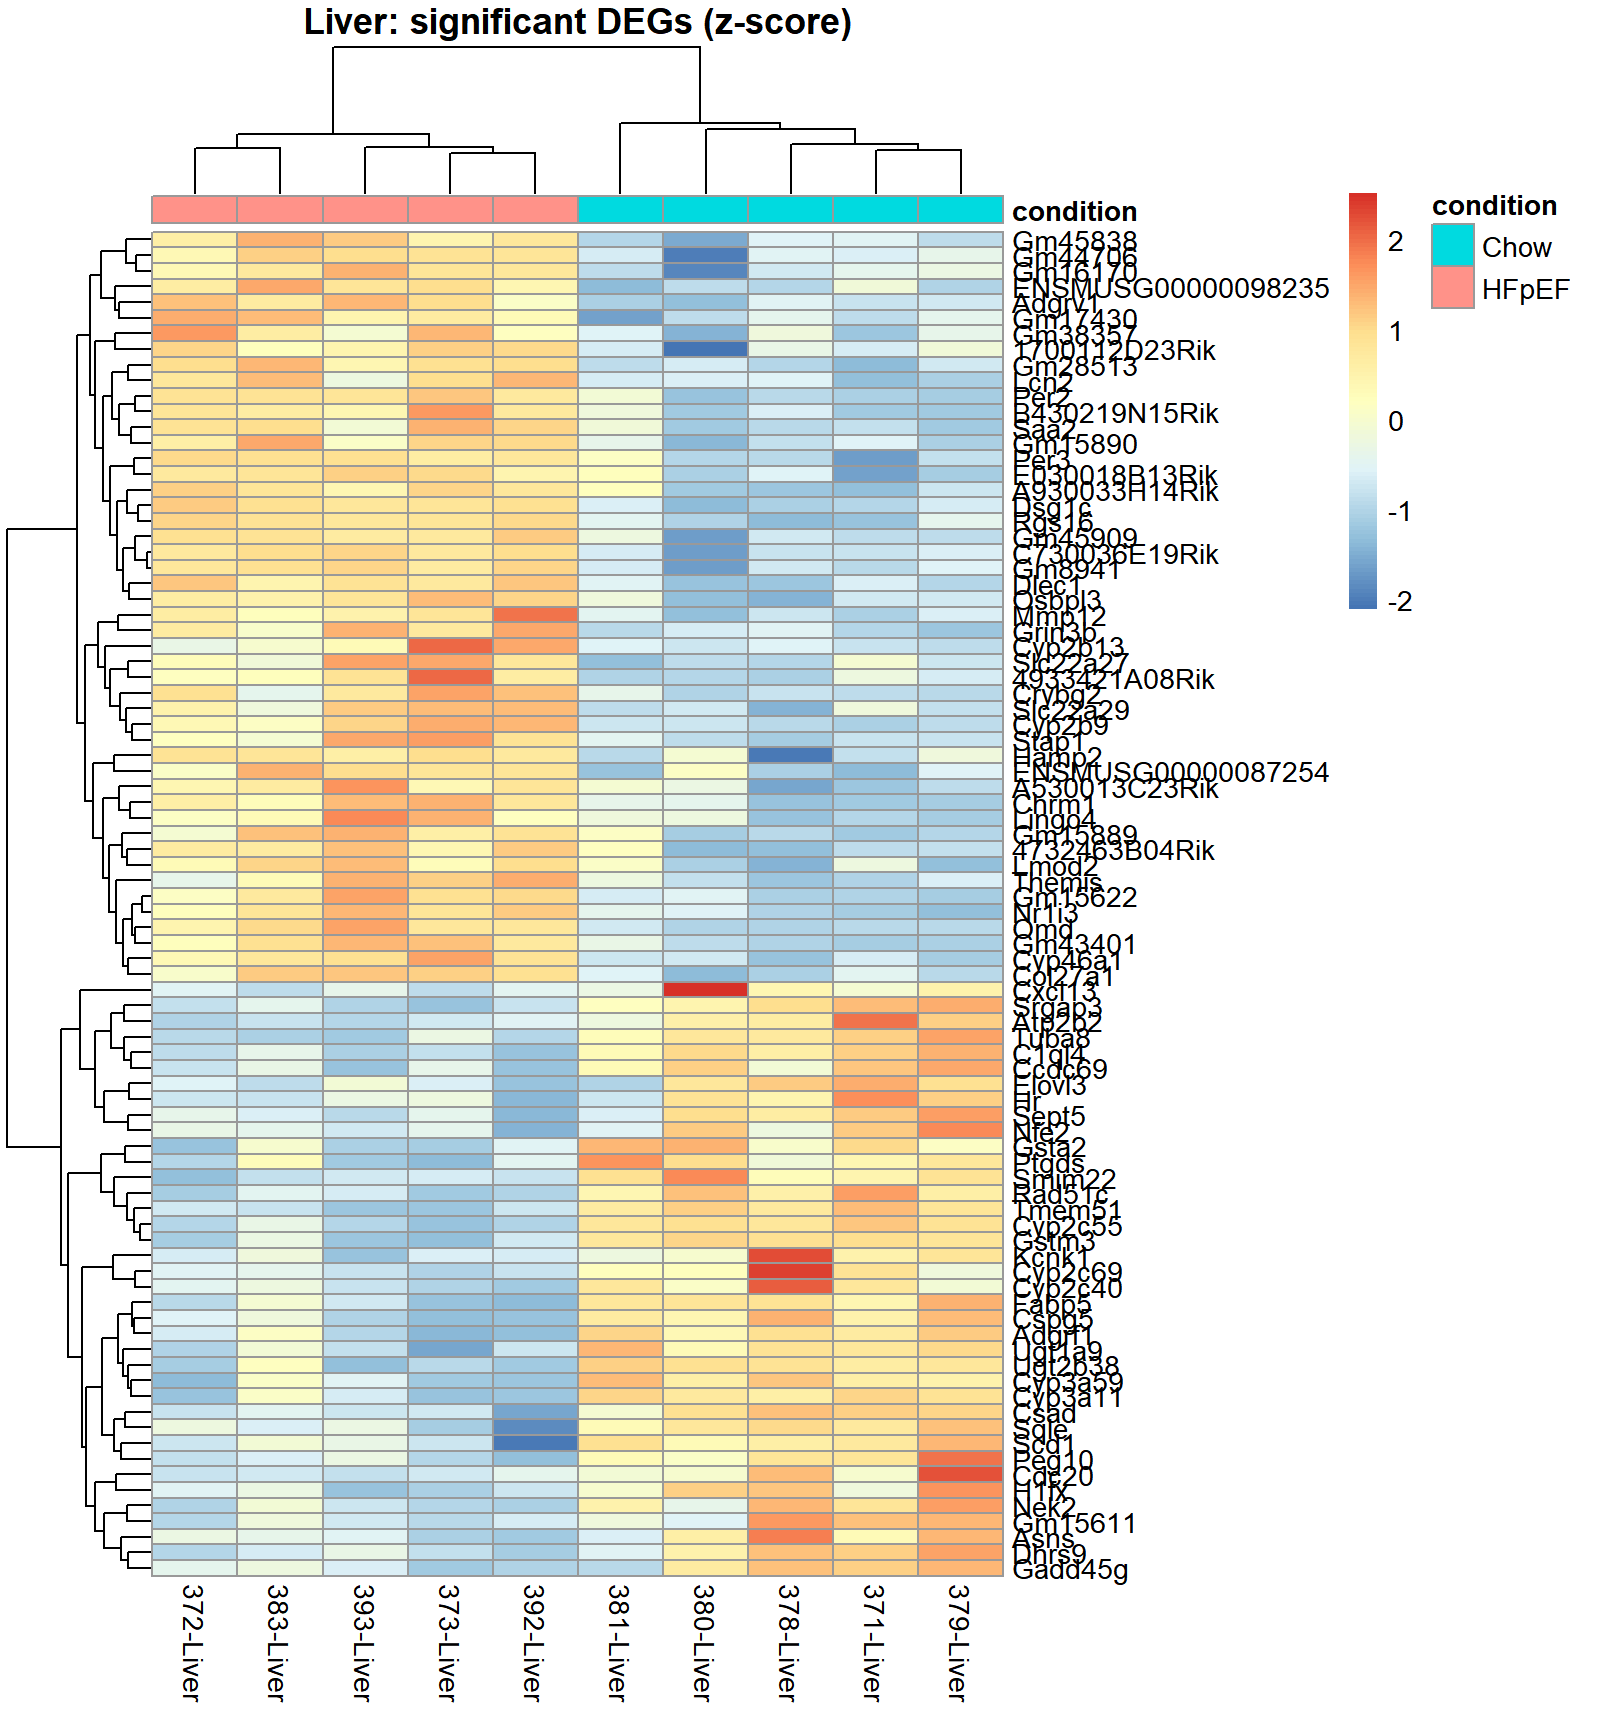 Liver: significant DEGs (z-score)
condition
Gm45838
Gm44706
Gm16170
ENSMUSG00000098235
Adgrv1
Gm17430
Gm38357
1700112D23Rik
Gm28513
Lcn2
Per2
B430219N15Rik
Saa2
Gm15890
Per3
E030018B13Rik
A930033H14Rik
Dsg1c
Rgs16
Gm45909
C730036E19Rik
Gm8941
Dlec1
Osbpl3
Mmp12
Grin3b
Cyp2b13
Slc22a27
4933421A08Rik
Crybg2
Slc22a29
Cyp2b9
Stap1
Hamp2
ENSMUSG00000087254
A530013C23Rik
Chrm1
Lingo4
Gm15889
4732463B04Rik
Lmod2
Themis
Gm15622
Nr1i3
Omd
Gm43401
Cyp46a1
Col27a1
Cxcl13
Srgap3
Atp2b2
Tuba8
C1ql4
Ccdc69
Elovl3
Hr
Sept5
Nfe2
Gsta2
Ptgds
Smim22
Rad51c
Tmem51
Cyp2c55
Gstm3
Kcnk1
Cyp2c69
Cyp2c40
Fabp5
Cspg5
Adgrf1
Ugt1a9
Ugt2b38
Cyp3a59
Cyp3a11
Csad
Sqle
Scd1
Peg10
Cdc20
H1fx
Nek2
Gm15611
Asns
Dhrs9
Gadd45g
372-Liver
383-Liver
393-Liver
373-Liver
392-Liver
381-Liver
380-Liver
378-Liver
371-Liver
379-Liver
2
1
0
-1
-2
condition
Chow
HFpEF